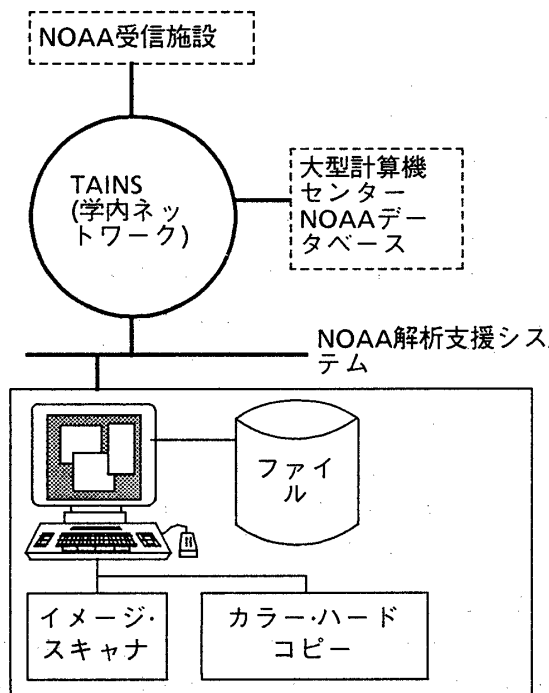 NOAA受信施設
TAINS
(学内ネッ
トワーク)
大型計算機
センター
NOAAデー
タベース
NOAA解析支援シス
テム
ファイ
ル
イメージ・
スキャナ
カラー・ハード
コピー